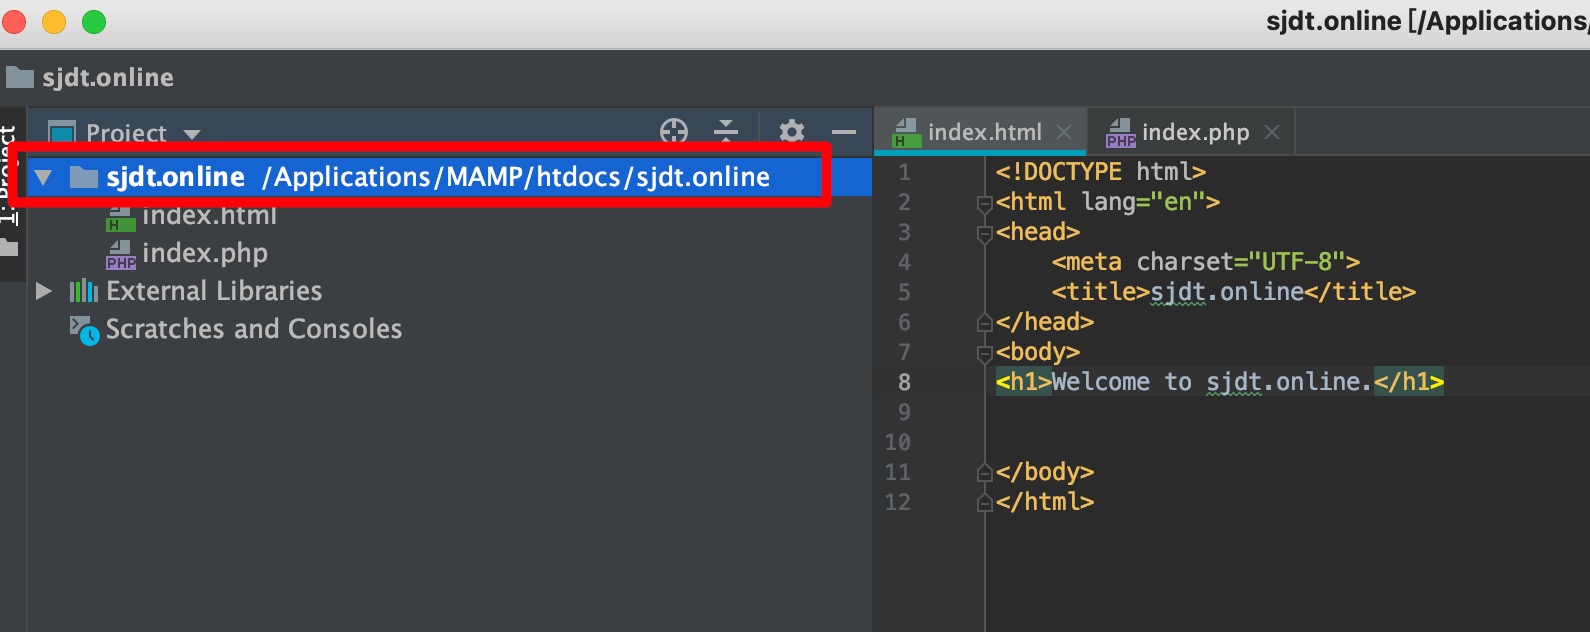 sjdt.online [/Applications/
sjdt.online
1: Project
Project
sjdt.online /Applications/MAMP/htdocs/sjdt.online
index.html
index.php
External Libraries
Scratches and Consoles
index.html
index.php
1 <!DOCTYPE html>
2 <html lang="en">
3 <head>
4 <meta charset="UTF-8">
5 <title>sjdt.online</title>
6 </head>
7 <body>
8 <h1>Welcome to sjdt.online.</h1>
9
10
11 </body>
12 </html>